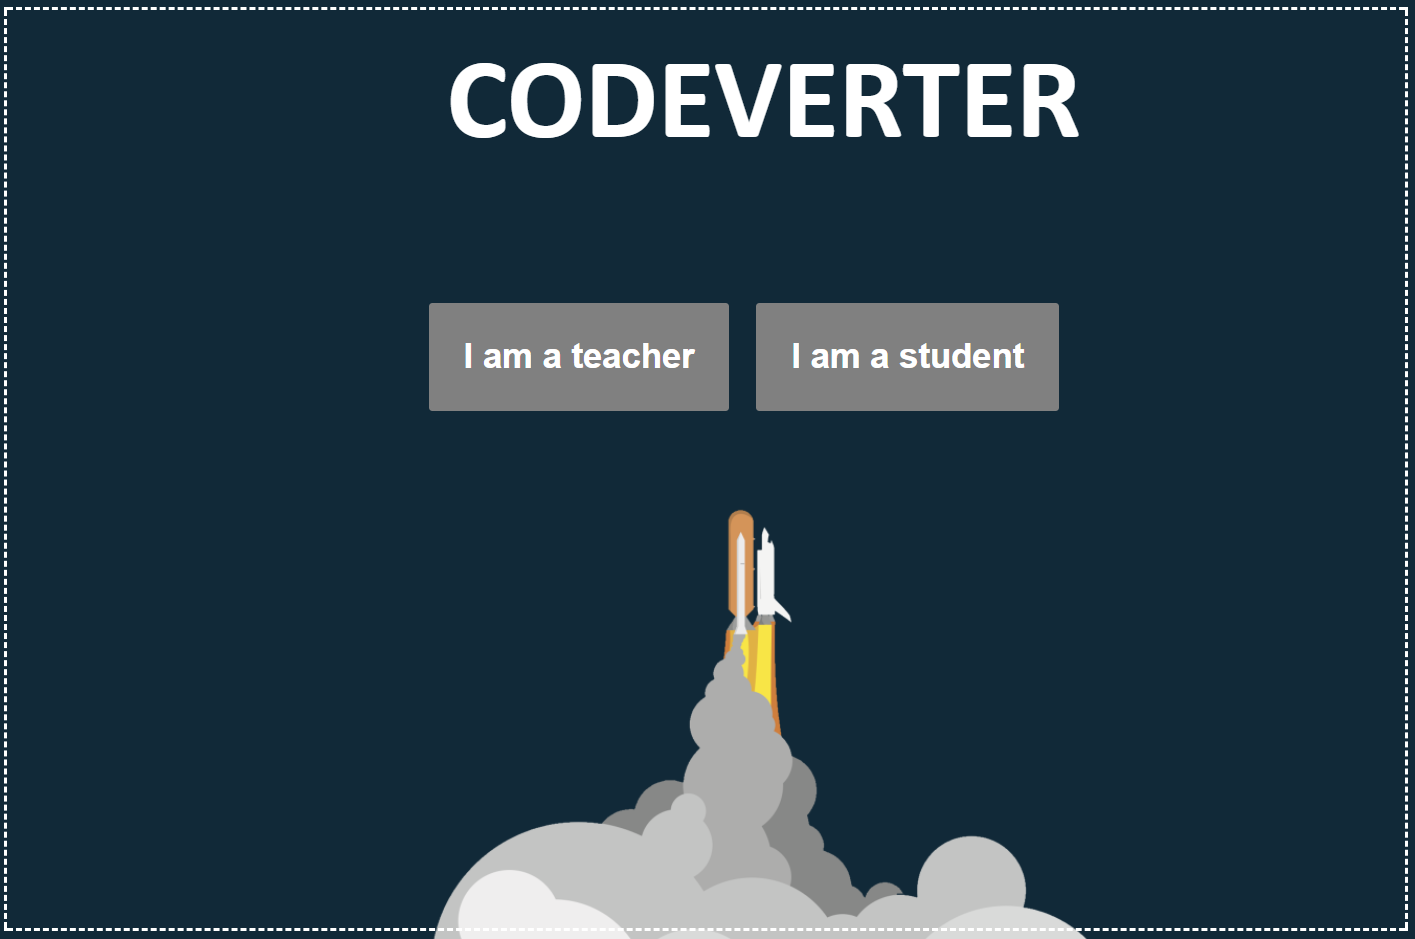 CODEVERTER
I am a teacher
I am a student